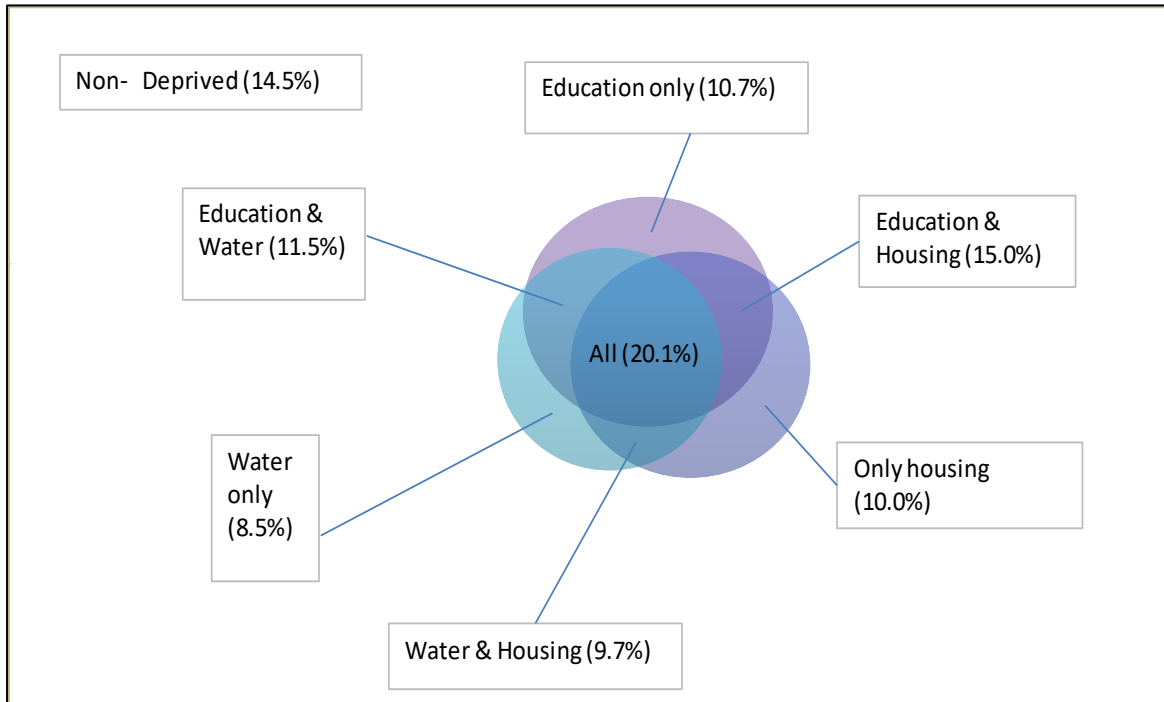 Non- Deprived (14.5%)
Education only (10.7%)
Education &
Water (11.5%)
Education &
Housing (15.0%)
All (20.1%)
Water
only
(8.5%)
Only housing
(10.0%)
Water & Housing (9.7%)